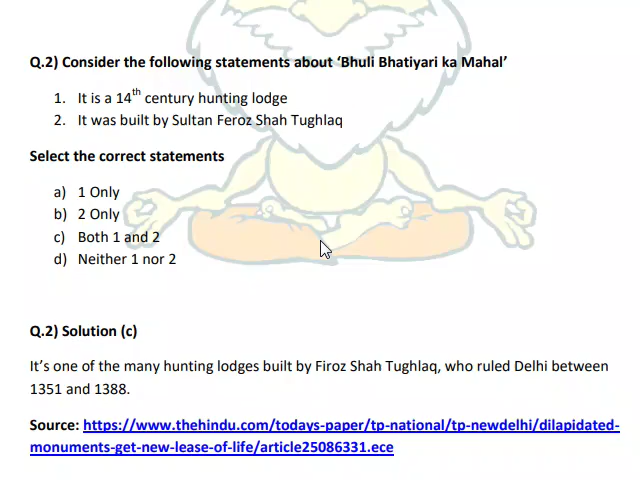 Q.2) Consider the following statements about ‘Bhuli Bhatiyari ka Mahal’
1. It is a 14th century hunting lodge
2. It was built by Sultan Feroz Shah Tughlaq
Select the correct statements
a) 1 Only
b) 2 Only
c) Both 1 and 2
d) Neither 1 nor 2
Q.2) Solution (c)
It’s one of the many hunting lodges built by Firoz Shah Tughlaq, who ruled Delhi between
1351 and 1388.
Source: https://www.thehindu.com/todays-paper/tp-national/tp-newdelhi/dilapidated-
monuments-get-new-lease-of-life/article25086331.ece